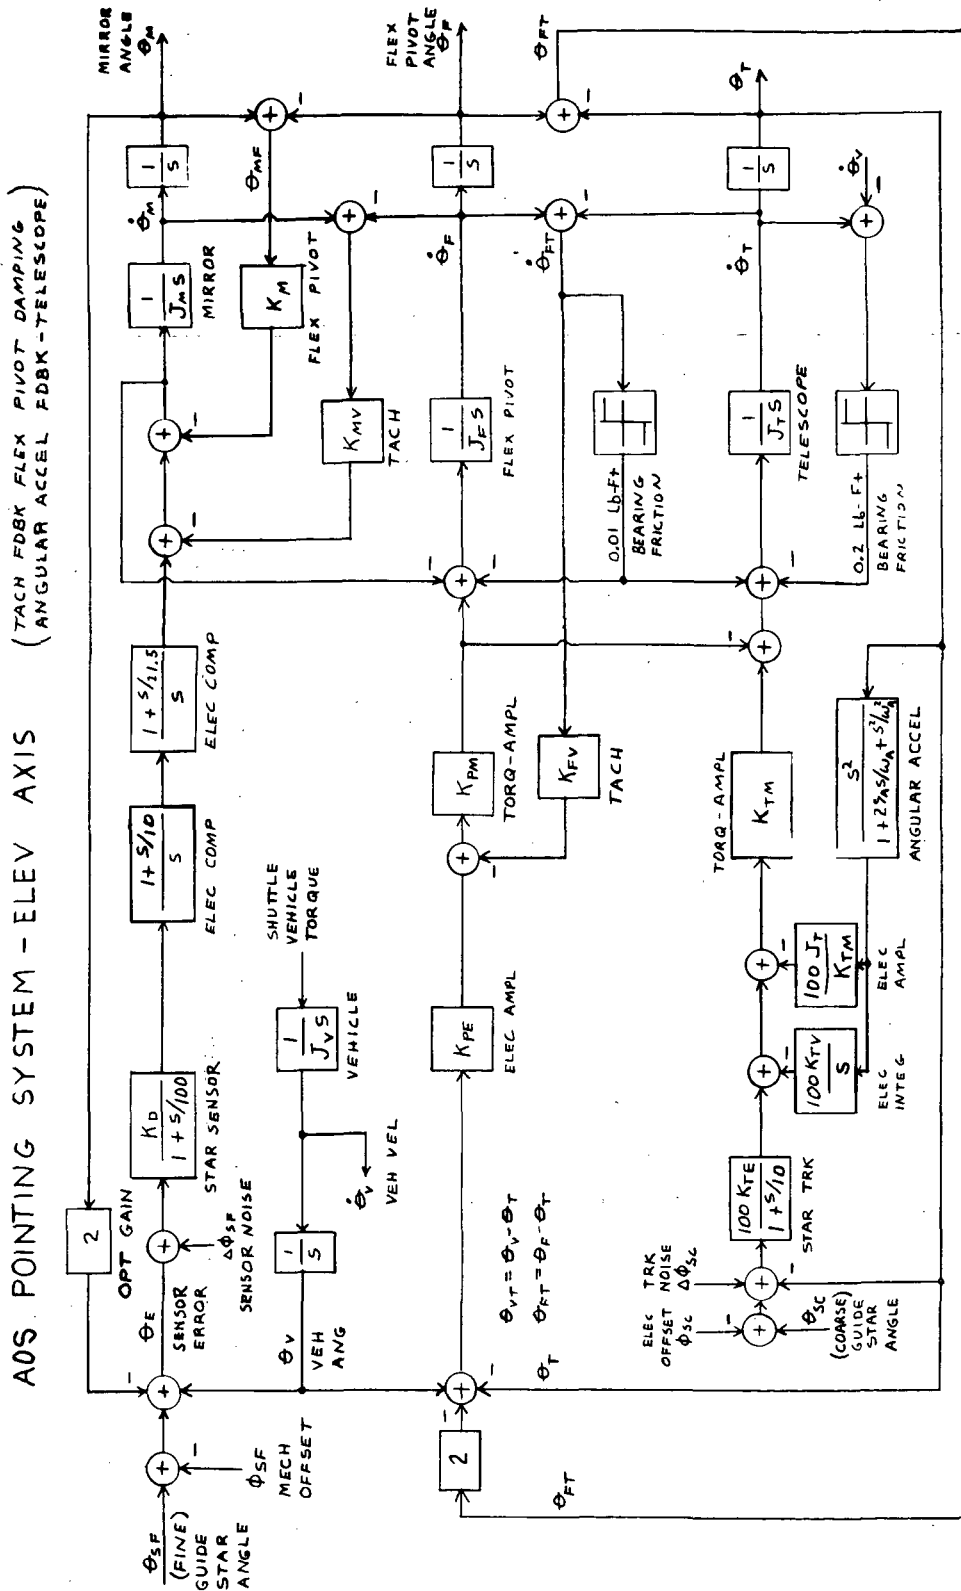 AOS POINTING SYSTEM - ELEV AXIS
(TACH FDBK FLEX PIVOT DAMPING
ANGULAR ACCEL FDBK - TELESCOPE)
θSF
(FINE)
GUIDE
STAR
ANGLE
+
−
ΦSF
MECH
OFFSET
+
−
2
OPT GAIN
θE
SENSOR
ERROR
+
ΔΦSF
SENSOR NOISE
KD
1 + S/100
STAR SENSOR
1 + S/10
S
ELEC COMP
1 + S/21.5
S
ELEC COMP
+
−
+
−
1
JM S
MIRROR
θ̇M
1
S
MIRROR
ANGLE
θM
+
−
θMF
KM
FLEX PIVOT
+
−
KMV
TACH
SHUTTLE
VEHICLE
TORQUE
1
JV S
VEHICLE
θ̇V
VEH VEL
1
S
θV
VEH
ANG
+
−
−
2
θFT
θT
θVT = θV - θT
θFT = θF - θT
KPE
ELEC AMPL
+
−
KPM
TORQ-AMPL
KFV
TACH
+
−
−
1
JF S
FLEX PIVOT
θ̇F
1
S
FLEX
PIVOT
ANGLE
θF
+
−
θ̇FT
0.01 Lb-Ft
BEARING
FRICTION
+
−
θFT
ELEC
OFFSET
ΦSC
TRK
NOISE
ΔΦSC
+
−
+
−
θSC
(COARSE)
GUIDE
STAR
ANGLE
100 KTE
1 + S/10
STAR TRK
+
−
100 KTV
S
ELEC
INTEG
+
−
100 JT
KTM
ELEC
AMPL
KTM
TORQ-AMPL
S²
1 + 2ζAS/ωA + S²/ωA²
ANGULAR ACCEL
+
−
+
−
1
JT S
TELESCOPE
θ̇T
1
S
θT
+
−
θ̇V
0.2 Lb-Ft
BEARING
FRICTION